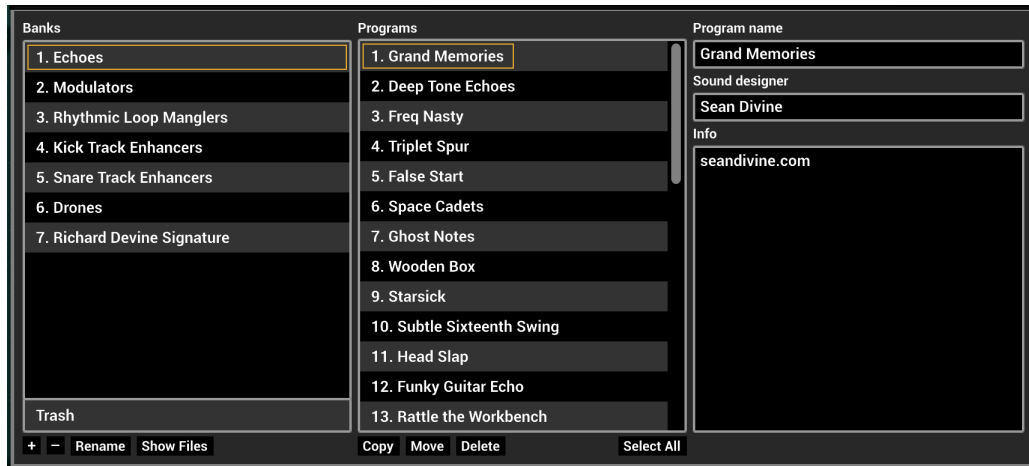 Banks
1. Echoes
2. Modulators
3. Rhythmic Loop Manglers
4. Kick Track Enhancers
5. Snare Track Enhancers
6. Drones
7. Richard Devine Signature
Trash
+ − Rename Show Files
Programs
1. Grand Memories
2. Deep Tone Echoes
3. Freq Nasty
4. Triplet Spur
5. False Start
6. Space Cadets
7. Ghost Notes
8. Wooden Box
9. Starsick
10. Subtle Sixteenth Swing
11. Head Slap
12. Funky Guitar Echo
13. Rattle the Workbench
Copy Move Delete Select All
Program name
Grand Memories
Sound designer
Sean Divine
Info
seandivine.com